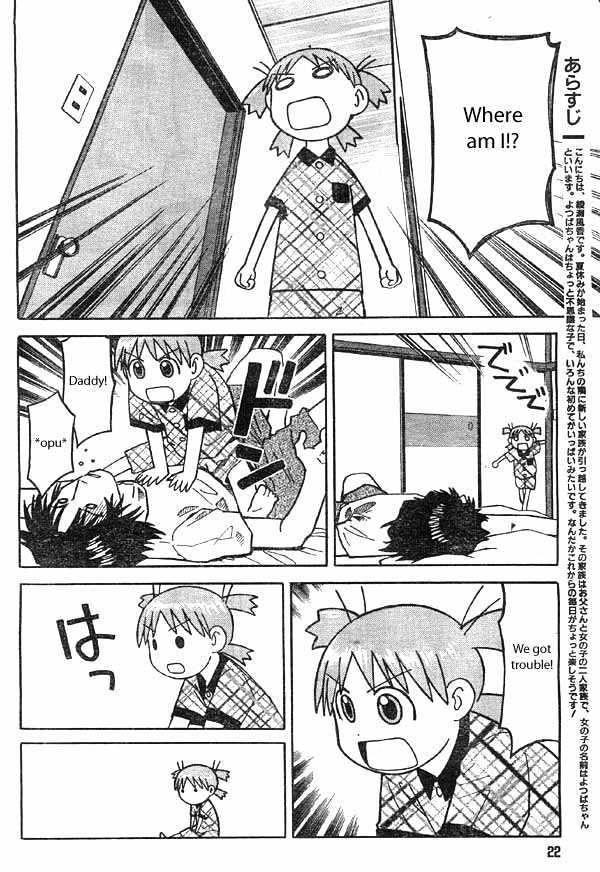 あらすじ
こんにちは、綾瀬風香です。夏休みが始まった日、私んちの隣に新しい家族が引っ越してきました。その家族はお父さんと女の子の二人家族で、女の子の名前はよつばちゃん
といいます。よつばちゃんはちょっと不思議な子で、いろんな初めてがいっぱいみたいです。なんだかこれからの毎日がちょっと楽しそうです!
Where
am I!?
ドーン
Daddy!
*opu*
We got
trouble!
はっ
22